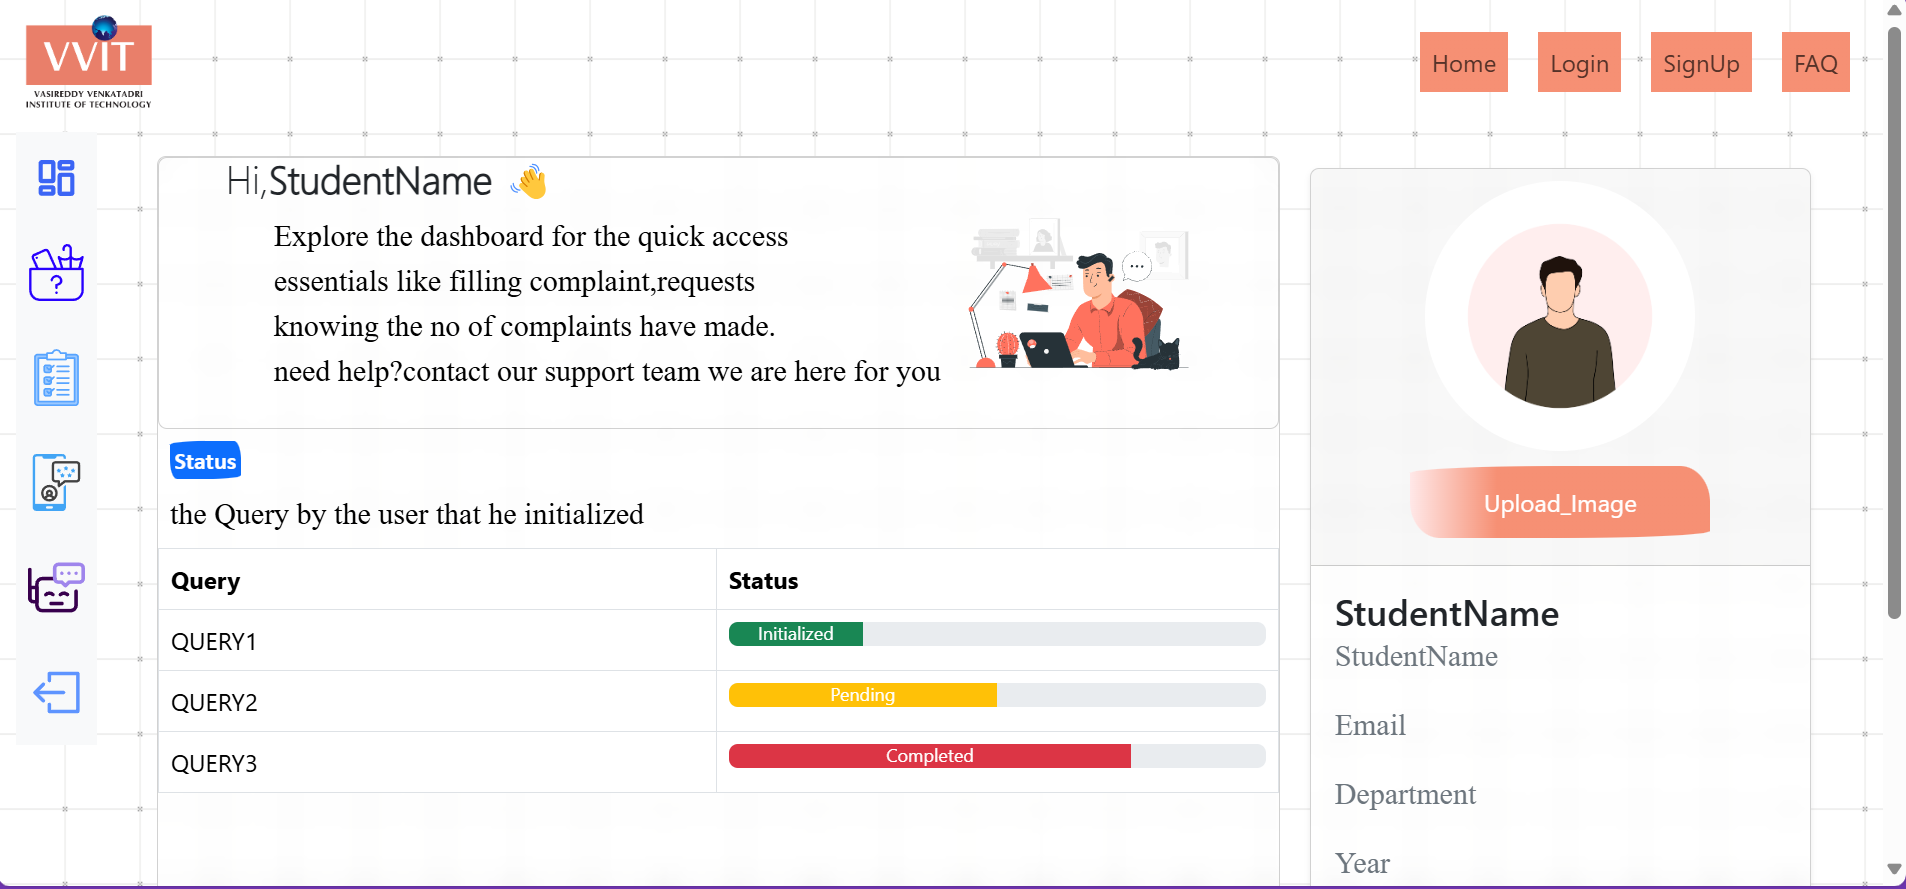 VVIT
VASIREDDY VENKATADRI
INSTITUTE OF TECHNOLOGY
Home
Login
SignUp
FAQ
Hi,StudentName 👋
Explore the dashboard for the quick access
essentials like filling complaint,requests
knowing the no of complaints have made.
need help?contact our support team we are here for you
Status
the Query by the user that he initialized
Query
Status
QUERY1
Initialized
QUERY2
Pending
QUERY3
Completed
Upload_Image
StudentName
StudentName
Email
Department
Year